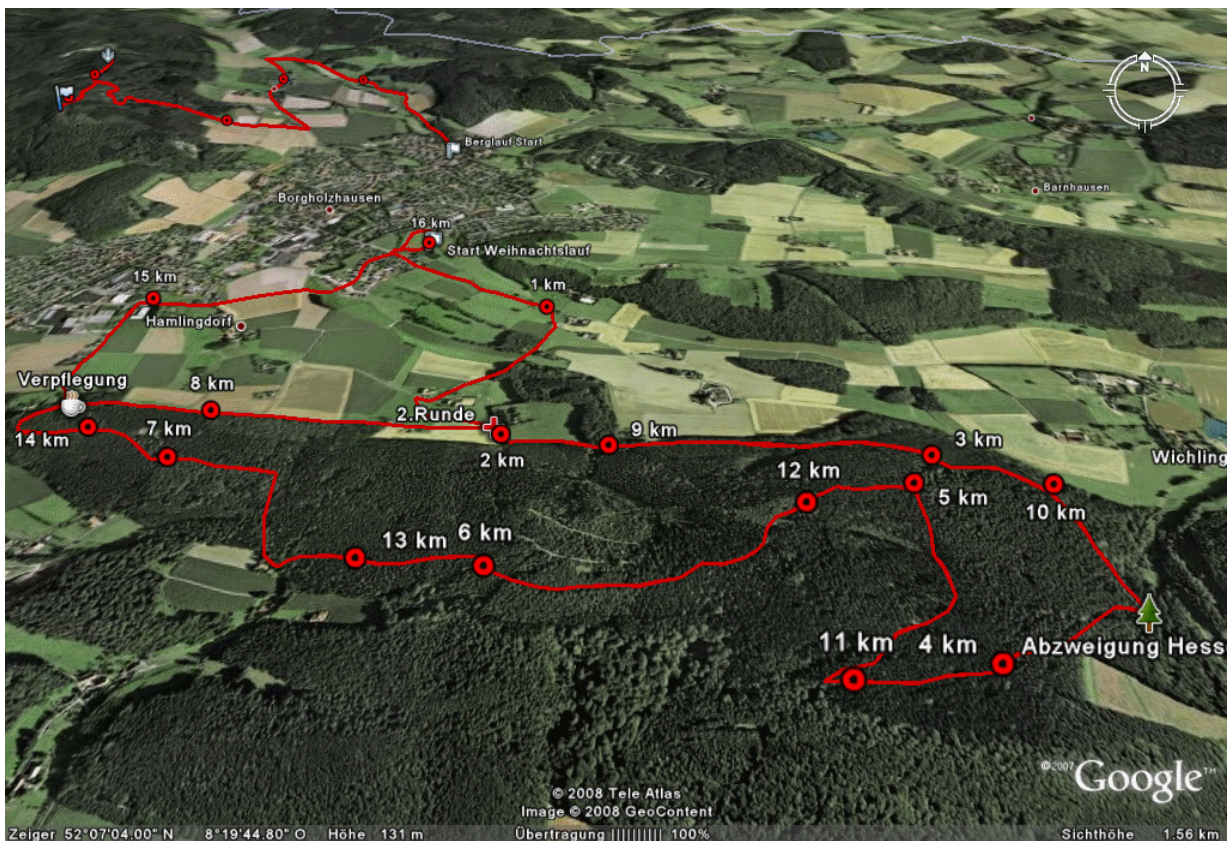 N
Berglauf-Start
Barnhausen
Borgholzhausen
16 km
Start Weihnachtslauf
15 km
1 km
Hamlingdorf
Verpflegung
8 km
2.Runde
14 km
7 km
2 km
9 km
3 km
Wichling
12 km
5 km
10 km
13 km
6 km
11 km
4 km
Abzweigung Hesse
©2007 Google™
© 2008 Tele Atlas
Image © 2008 GeoContent
Zeiger 52°07'04.00" N 8°19'44.80" O Höhe 131 m Übertragung |||||||||| 100% Sichthöhe 1.56 km